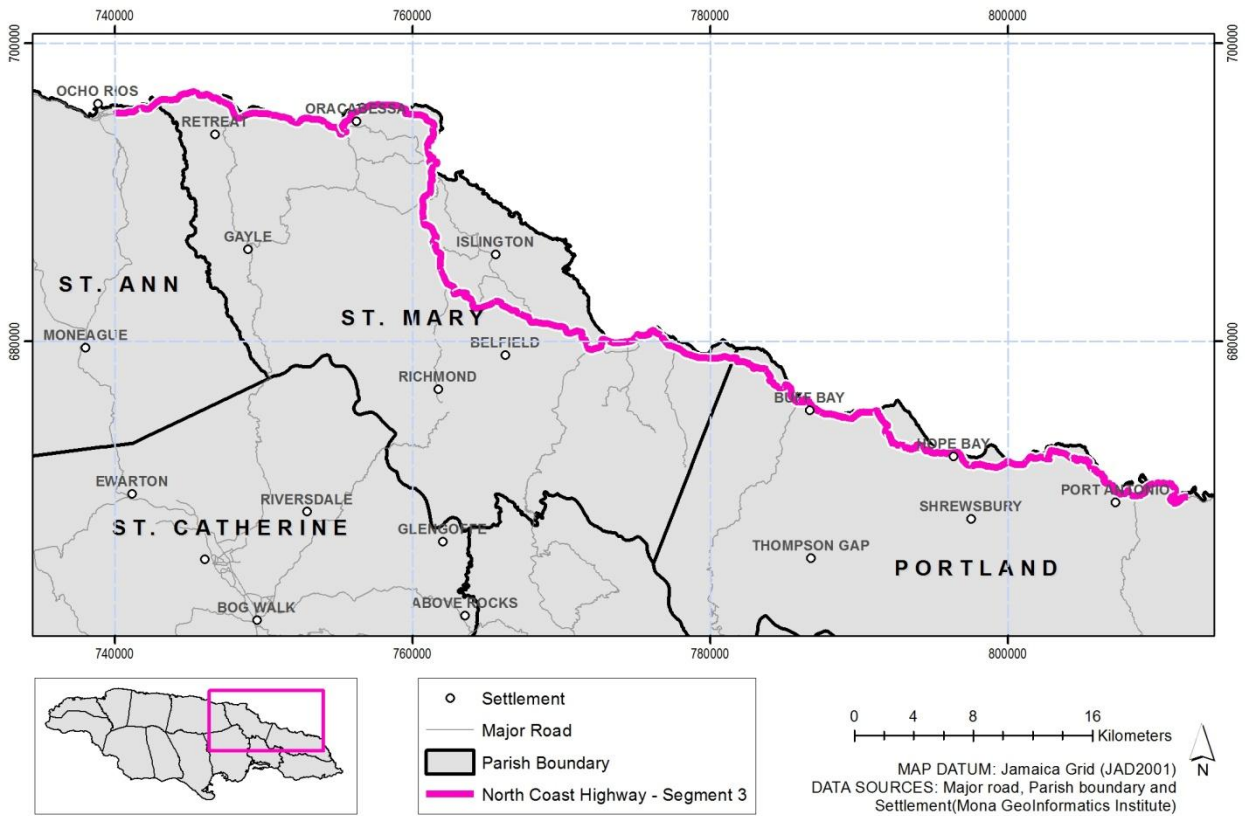 740000 760000 780000 800000
700000 700000
OCHO RIOS
ORACABESSA
RETREAT
GAYLE
ISLINGTON
ST. ANN
ST. MARY
MONEAGUE
680000 680000
BELFIELD
RICHMOND
BUFF BAY
HOPE BAY
EWARTON
RIVERSDALE
PORT ANTONIO
SHREWSBURY
ST. CATHERINE
GLENGOFFE
THOMPSON GAP
PORTLAND
BOG WALK
ABOVE ROCKS
740000 760000 780000 800000
Settlement
Major Road
Parish Boundary
North Coast Highway - Segment 3
0 4 8 16
Kilometers
N
MAP DATUM: Jamaica Grid (JAD2001)
DATA SOURCES: Major road, Parish boundary and
Settlement(Mona GeoInformatics Institute)